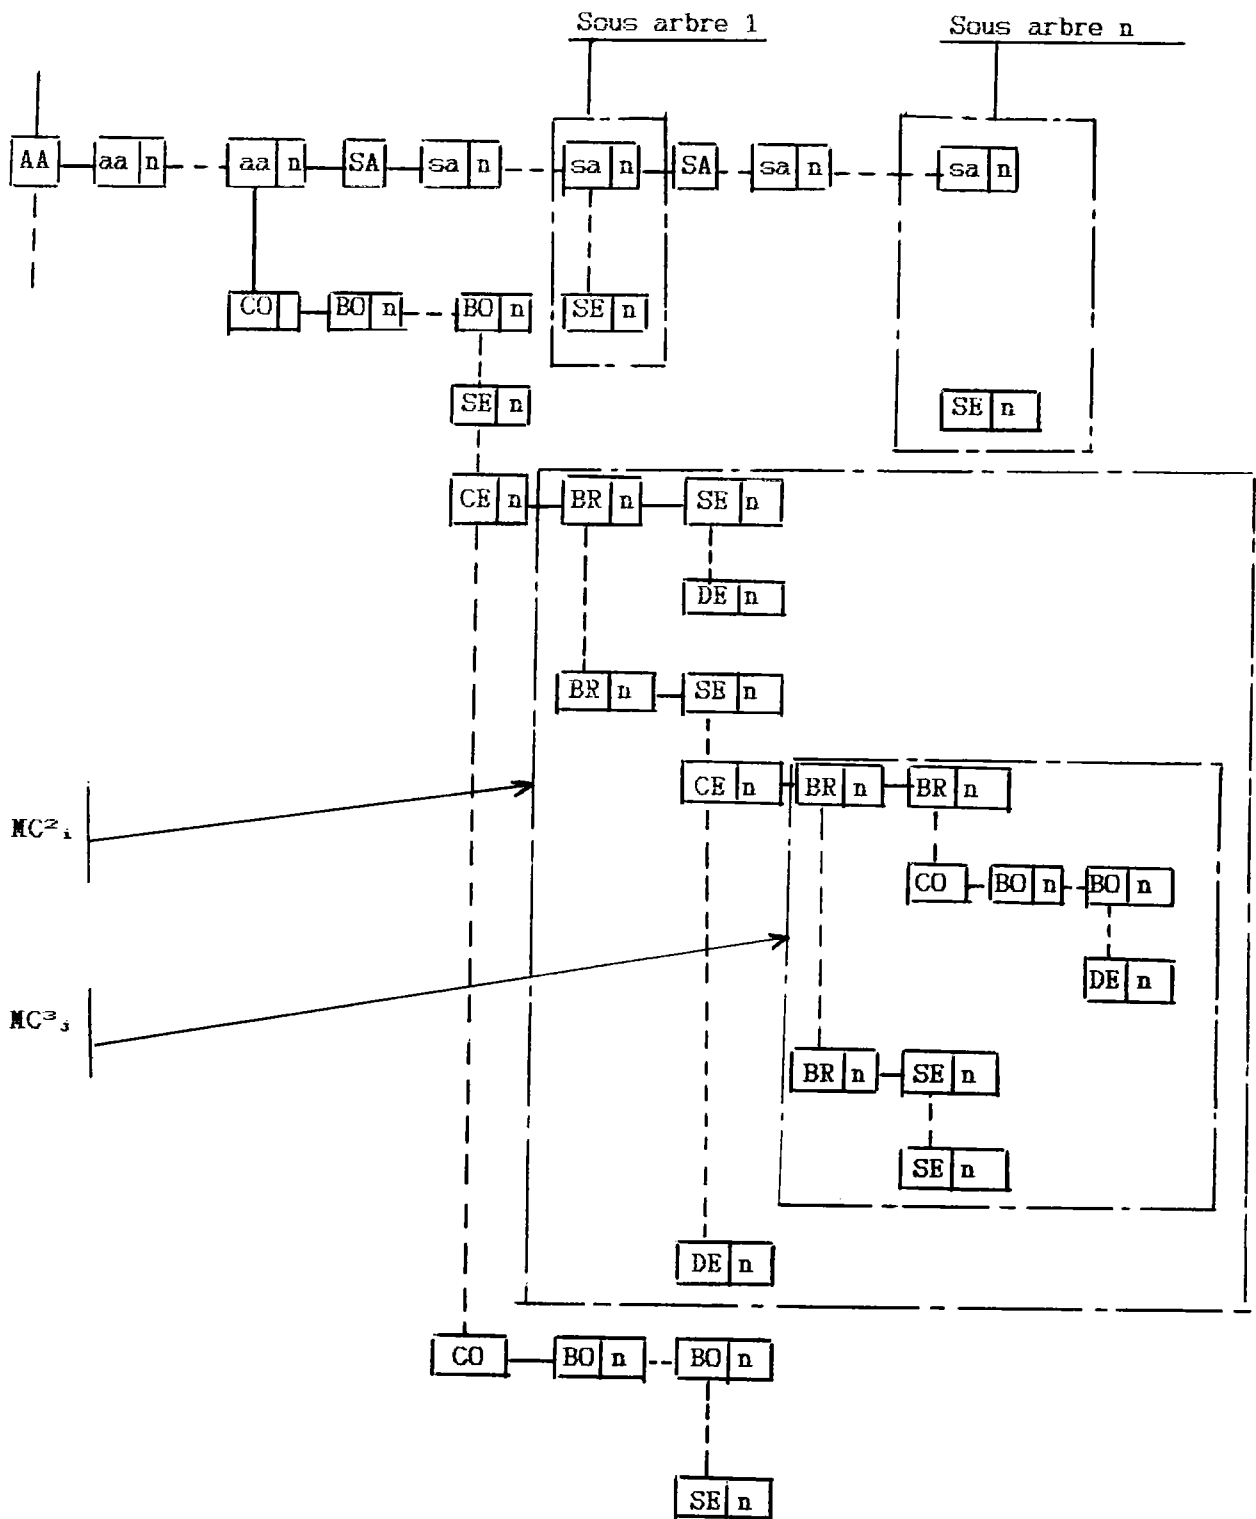 Sous arbre 1 Sous arbre n
AA aa n aa n SA sa n sa n SA sa n sa n
CO BO n BO n SE n
SE n SE n
CE n BR n SE n
DE n
BR n SE n
CE n BR n BR n
MC²ᵢ
CO BO n BO n
DE n
MC³ⱼ
BR n SE n
SE n
DE n
CO BO n BO n
SE n